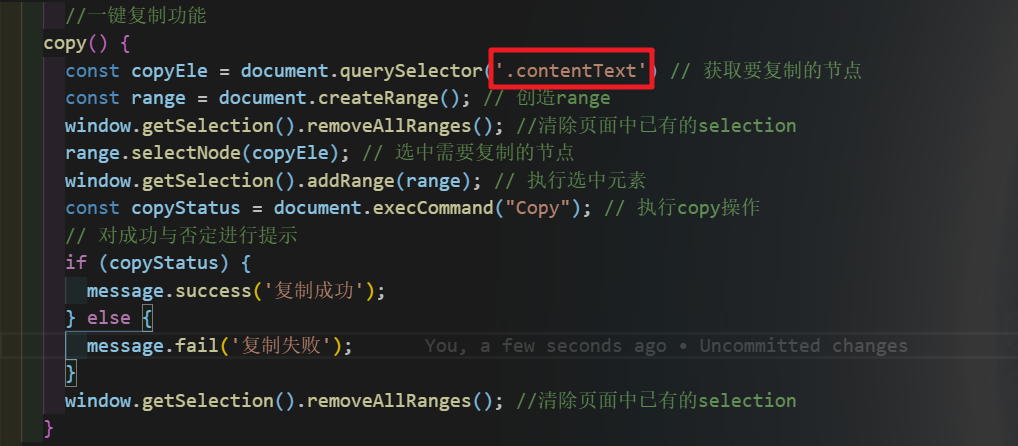 //一键复制功能
copy() {
const copyEle = document.querySelector('.contentText') // 获取要复制的节点
const range = document.createRange(); // 创造range
window.getSelection().removeAllRanges(); //清除页面中已有的selection
range.selectNode(copyEle); // 选中需要复制的节点
window.getSelection().addRange(range); // 执行选中元素
const copyStatus = document.execCommand("Copy"); // 执行copy操作
// 对成功与否定进行提示
if (copyStatus) {
message.success('复制成功');
} else {
message.fail('复制失败'); You, a few seconds ago • Uncommitted changes
}
window.getSelection().removeAllRanges(); //清除页面中已有的selection
}